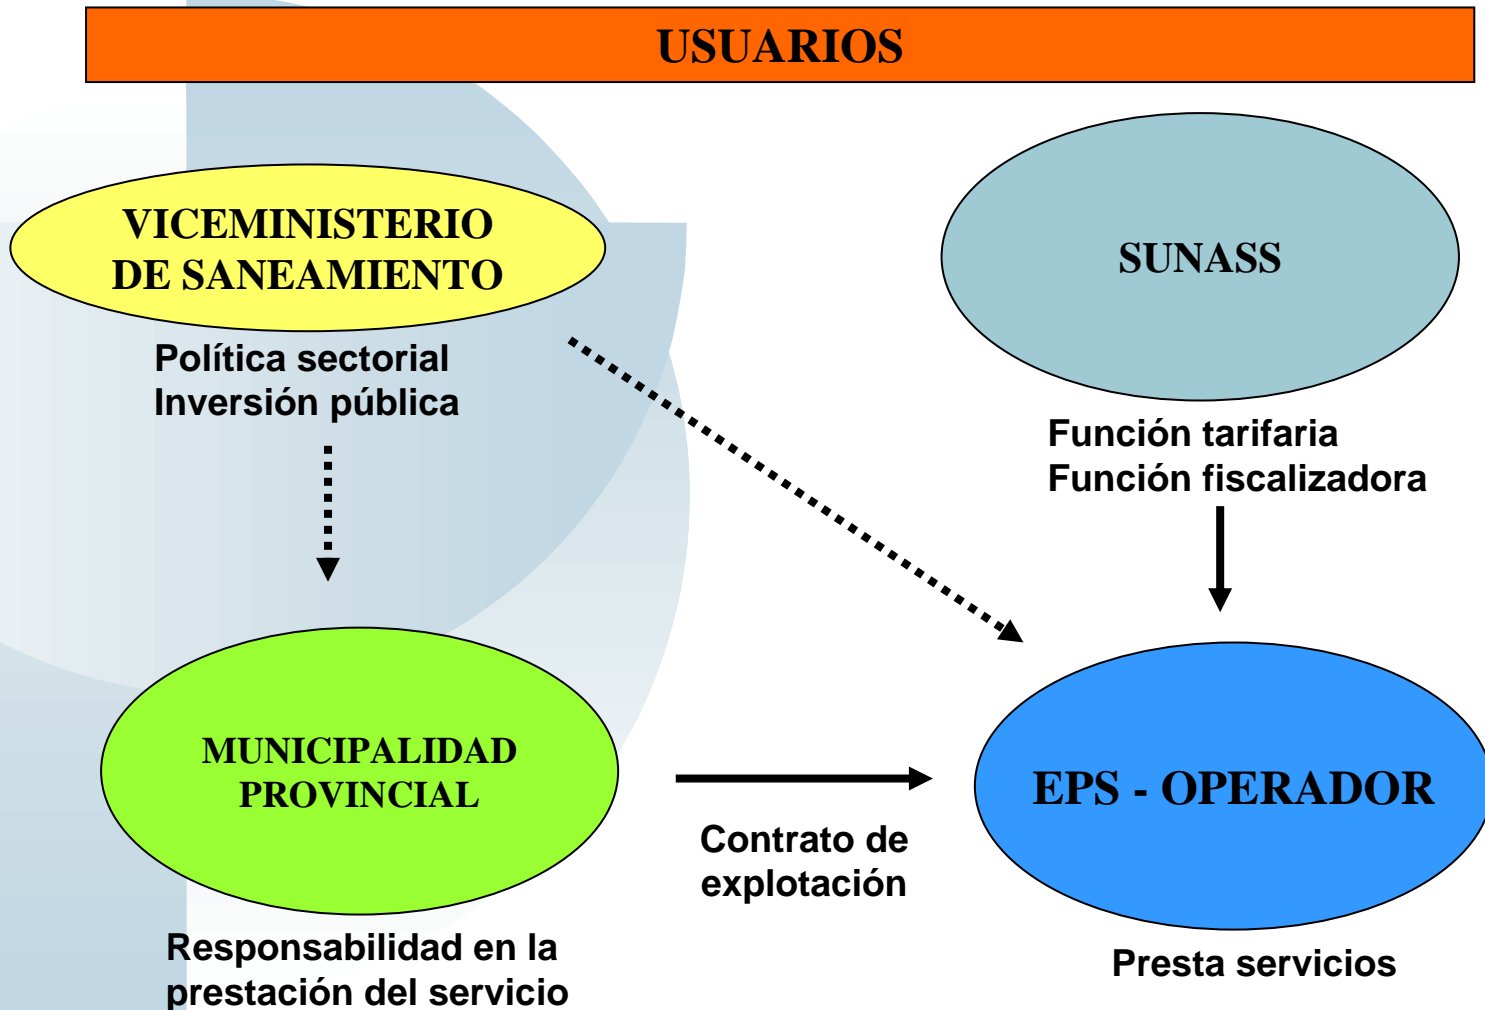 USUARIOS
VICEMINISTERIO
DE SANEAMIENTO
SUNASS
Política sectorial
Inversión pública
Función tarifaria
Función fiscalizadora
MUNICIPALIDAD
PROVINCIAL
EPS - OPERADOR
Contrato de
explotación
Responsabilidad en la
prestación del servicio
Presta servicios